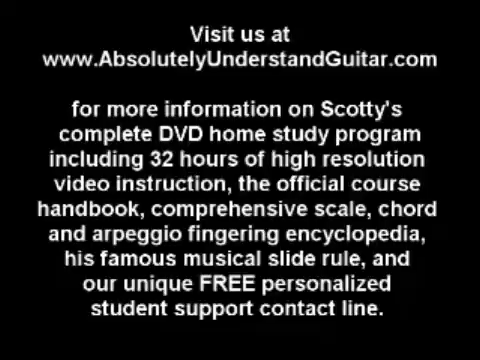 Visit us at
www.AbsolutelyUnderstandGuitar.com
for more information on Scotty's
complete DVD home study program
including 32 hours of high resolution
video instruction, the official course
handbook, comprehensive scale, chord
and arpeggio fingering encyclopedia,
his famous musical slide rule, and
our unique FREE personalized
student support contact line.